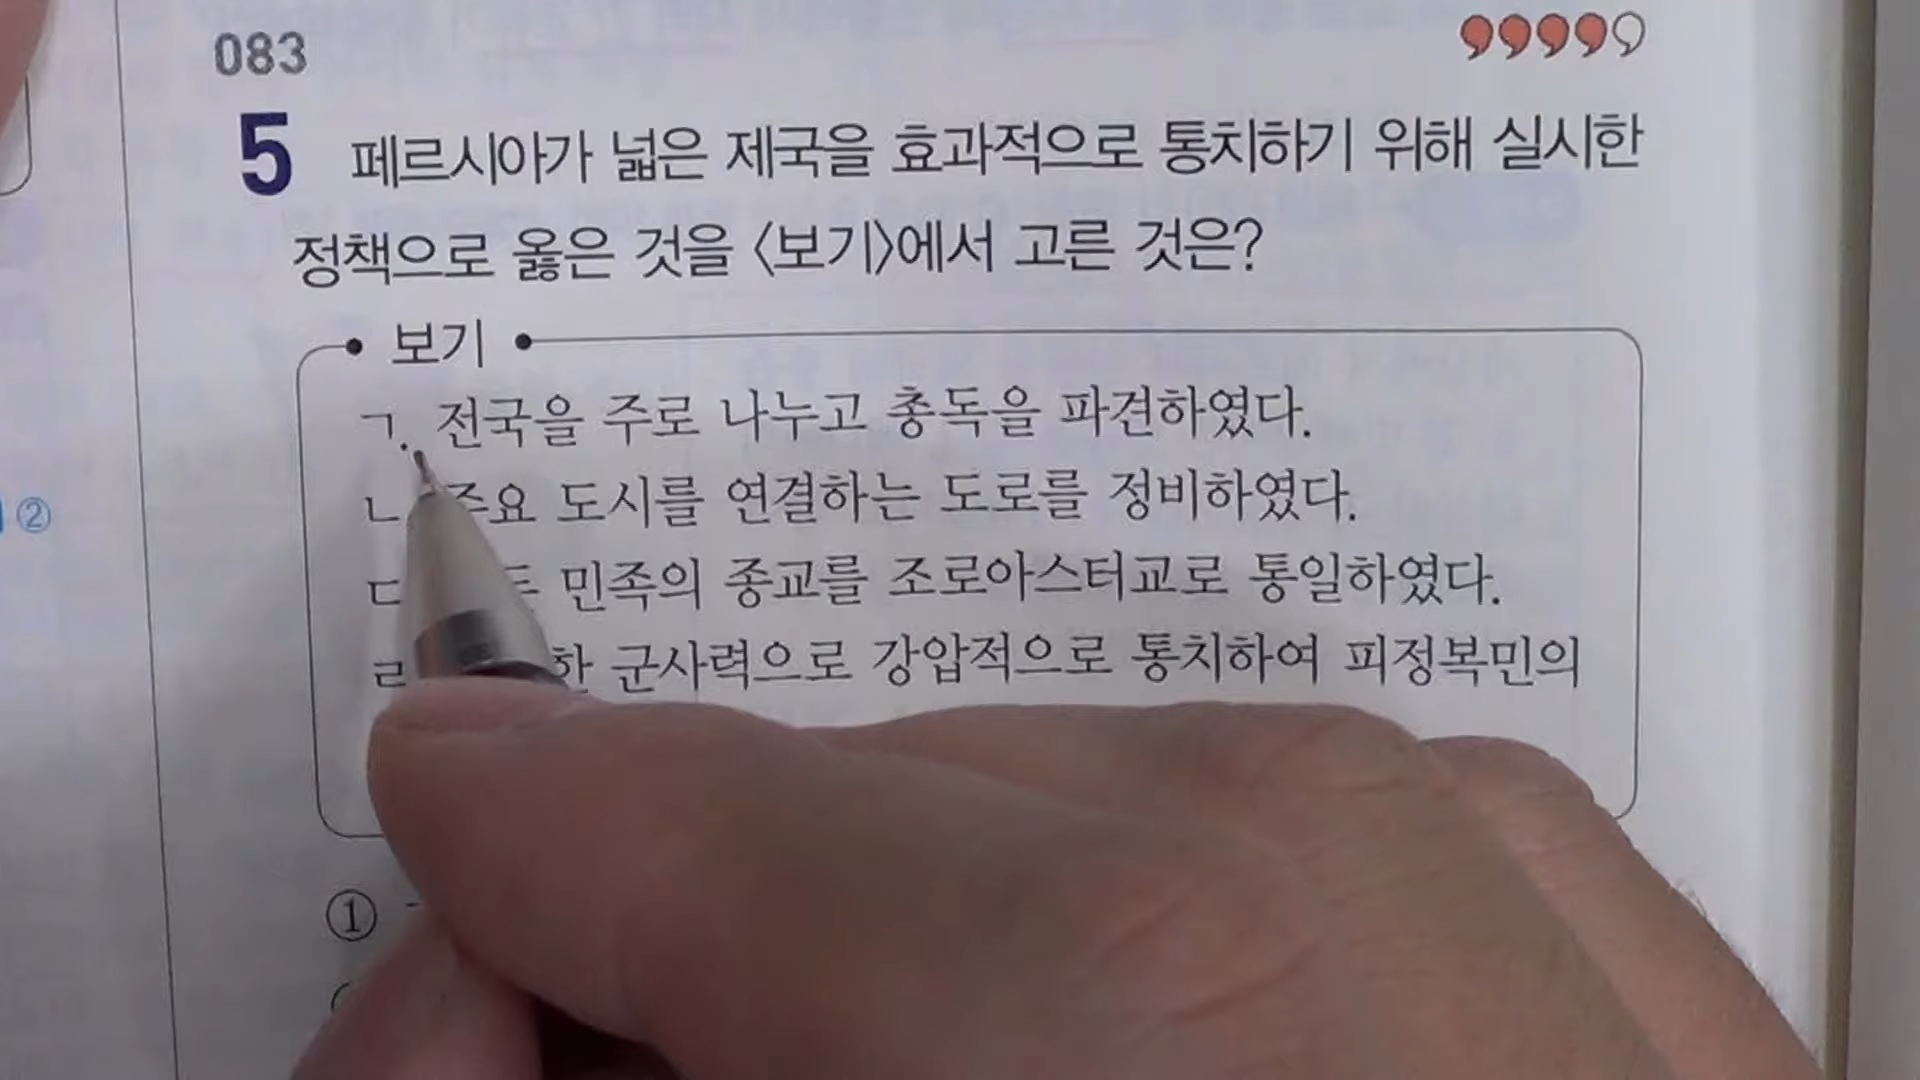 083
5 페르시아가 넓은 제국을 효과적으로 통치하기 위해 실시한
정책으로 옳은 것을 〈보기〉에서 고른 것은?
보기
ㄱ. 전국을 주로 나누고 총독을 파견하였다.
ㄴ 주요 도시를 연결하는 도로를 정비하였다.
ㄷ 민족의 종교를 조로아스터교로 통일하였다.
ㄹ 군사력으로 강압적으로 통치하여 피정복민의
②
①